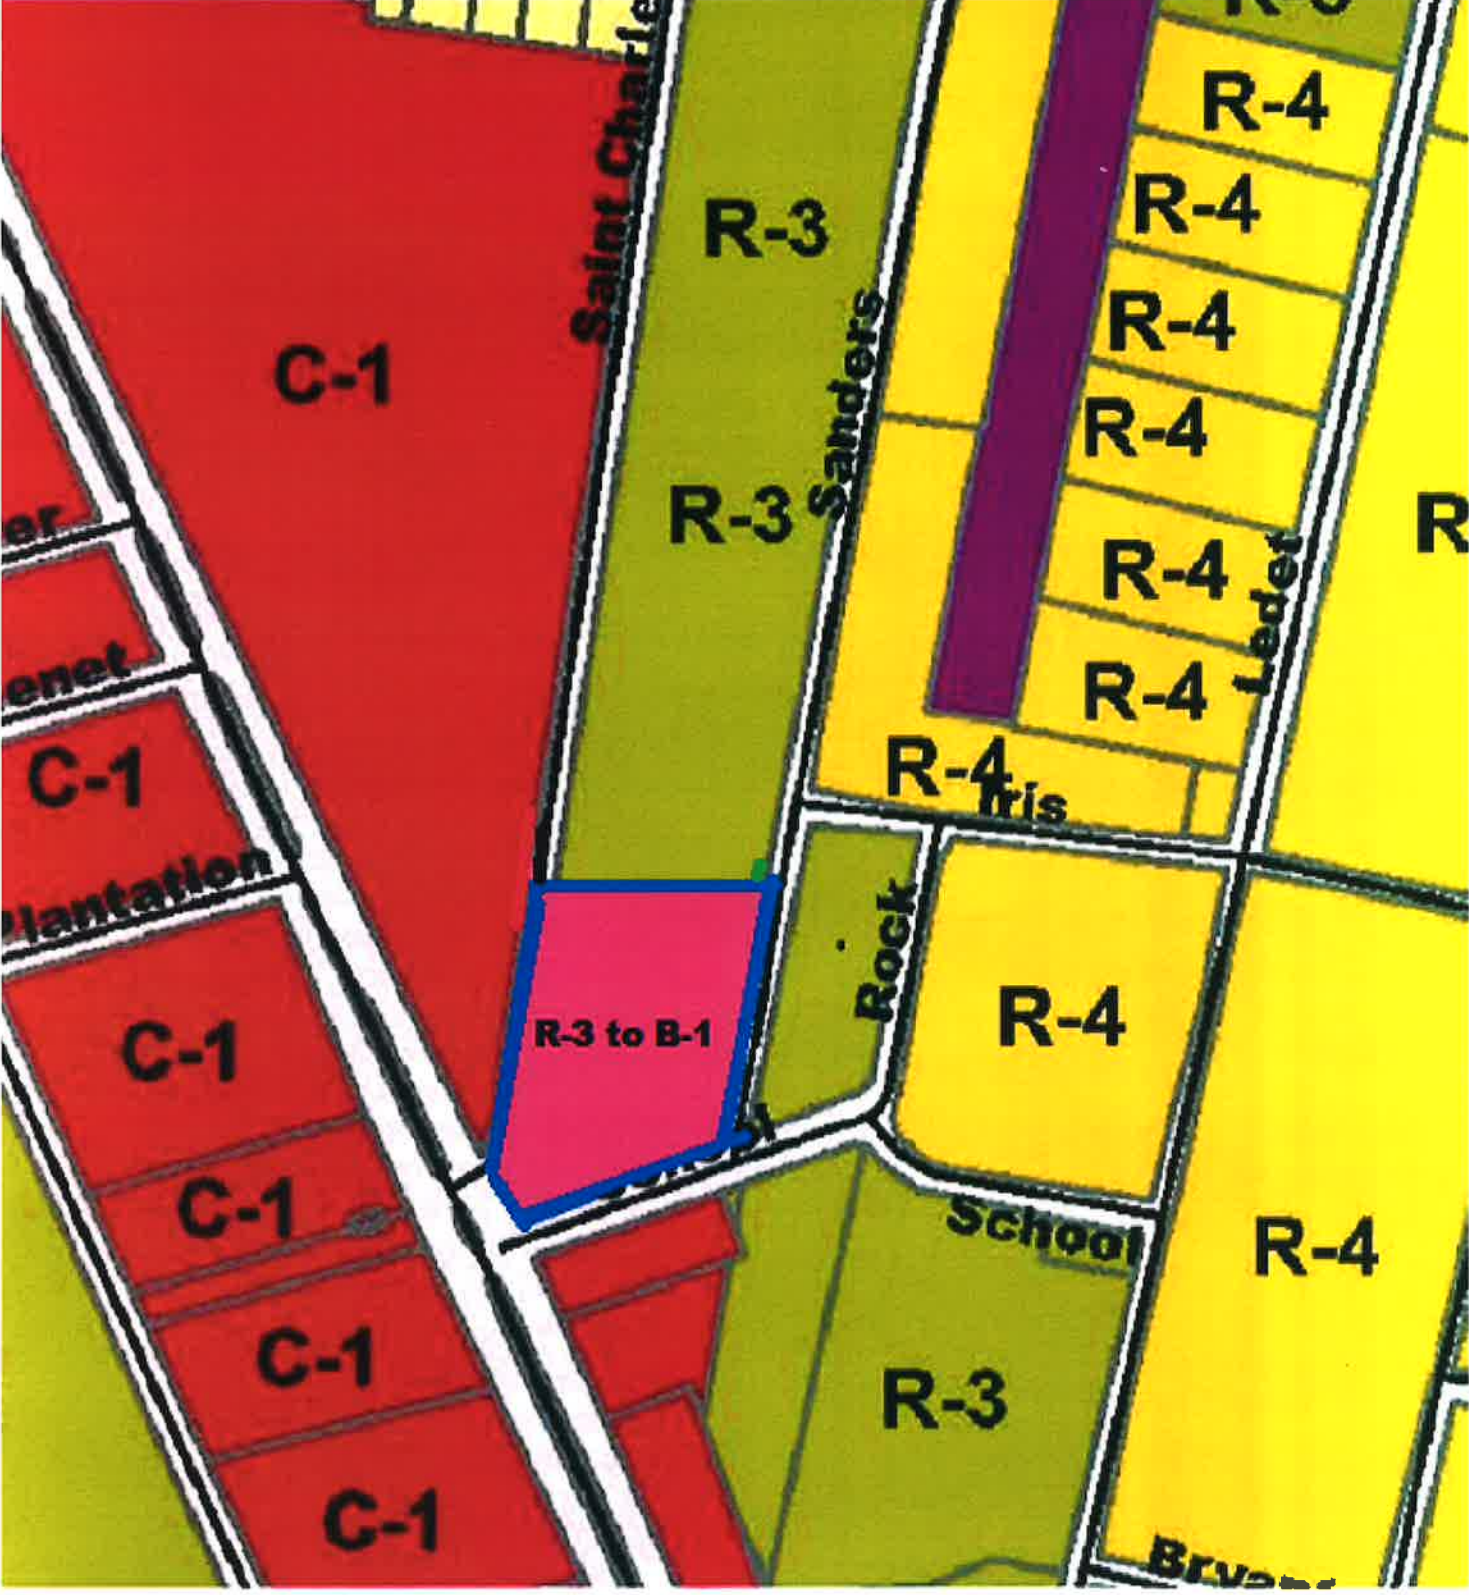 R-4
R-4
Saint Charle
R-3
R-4
C-1
Sanders
R-4
R-3
R-4
R
er
Ledet
R-4
enet
R-4
C-1
Iris
Plantation
Rock
R-3 to B-1
R-4
C-1
C-1
School
R-4
C-1
R-3
C-1